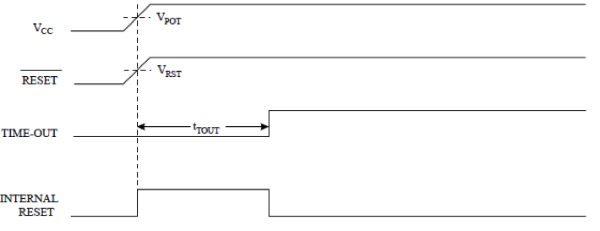 VCC
VPOT
RESET
VRST
TIME-OUT
tTOUT
INTERNAL
RESET